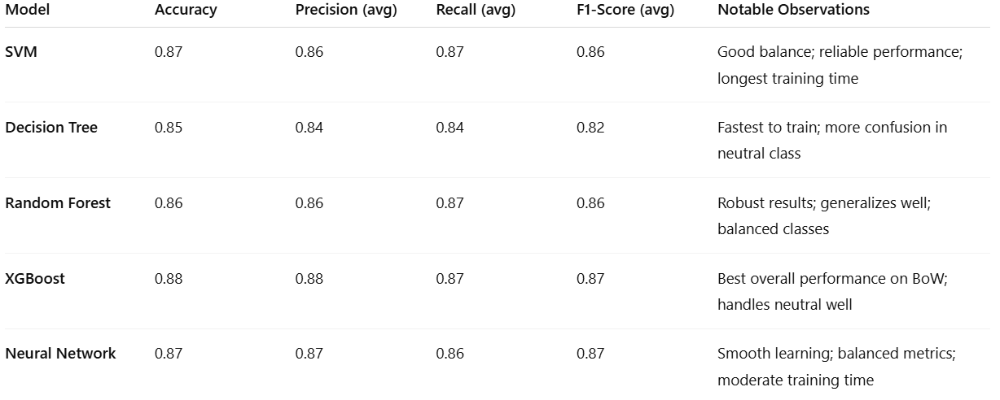 Model Accuracy Precision (avg) Recall (avg) F1-Score (avg) Notable Observations
SVM 0.87 0.86 0.87 0.86 Good balance; reliable performance;
longest training time
Decision Tree 0.85 0.84 0.84 0.82 Fastest to train; more confusion in
neutral class
Random Forest 0.86 0.86 0.87 0.86 Robust results; generalizes well;
balanced classes
XGBoost 0.88 0.88 0.87 0.87 Best overall performance on BoW;
handles neutral well
Neural Network 0.87 0.87 0.86 0.87 Smooth learning; balanced metrics;
moderate training time